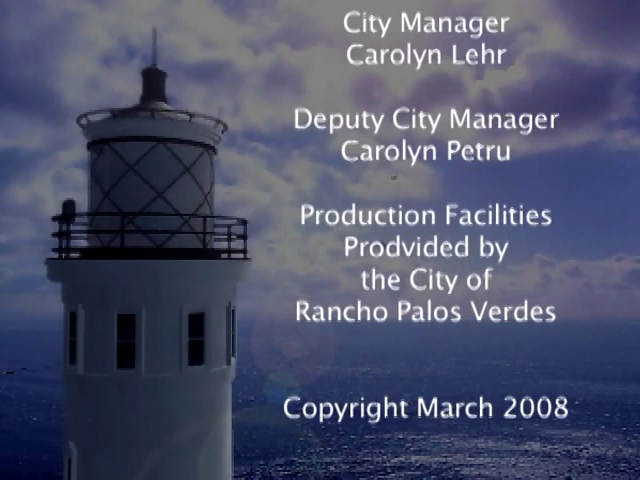 City Manager
Carolyn Lehr
Deputy City Manager
Carolyn Petru
Production Facilities
Prodvided by
the City of
Rancho Palos Verdes
Copyright March 2008